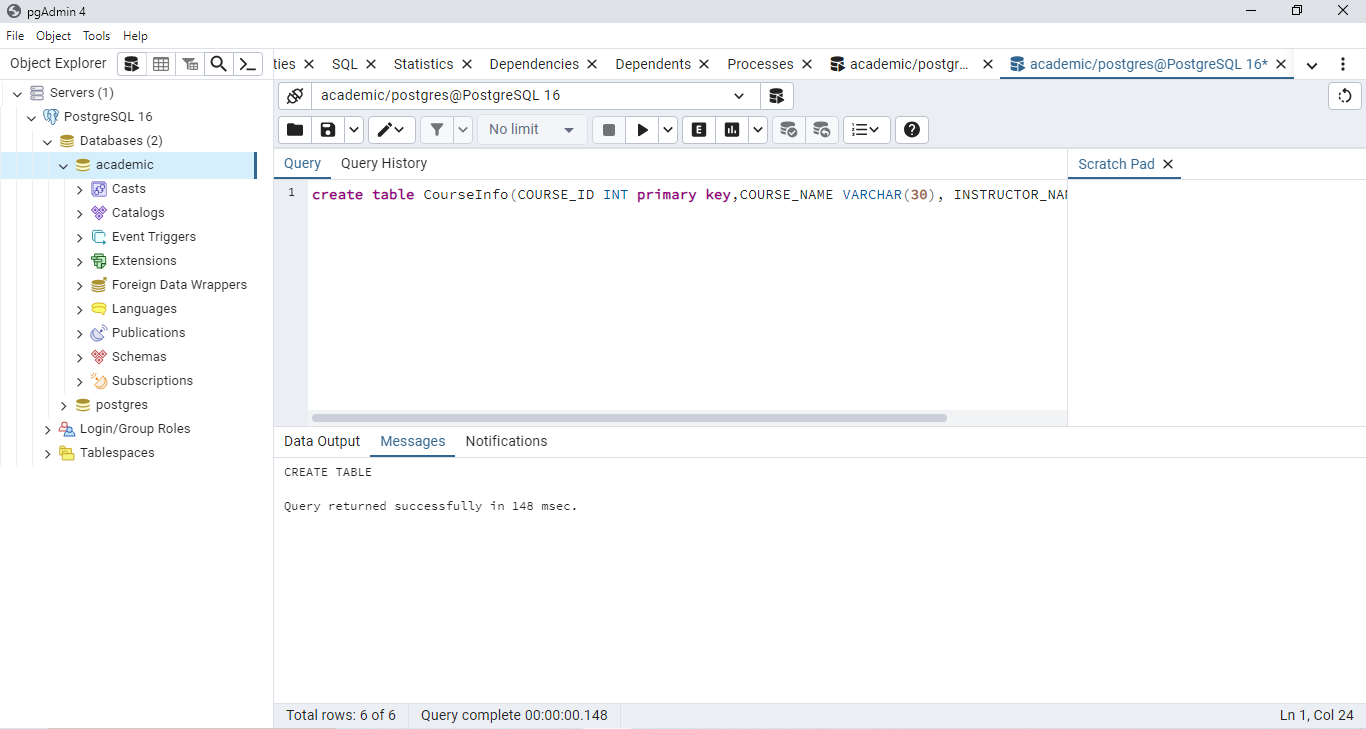 pgAdmin 4
File Object Tools Help
Object Explorer
ties SQL Statistics Dependencies Dependents Processes academic/postgr... academic/postgres@PostgreSQL 16*
Servers (1)
PostgreSQL 16
Databases (2)
academic
Casts
Catalogs
Event Triggers
Extensions
Foreign Data Wrappers
Languages
Publications
Schemas
Subscriptions
postgres
Login/Group Roles
Tablespaces
academic/postgres@PostgreSQL 16
No limit
E
Query Query History
Scratch Pad
1 create table CourseInfo(COURSE_ID INT primary key,COURSE_NAME VARCHAR(30), INSTRUCTOR_NAM
Data Output Messages Notifications
CREATE TABLE
Query returned successfully in 148 msec.
Total rows: 6 of 6 Query complete 00:00:00.148 Ln 1, Col 24